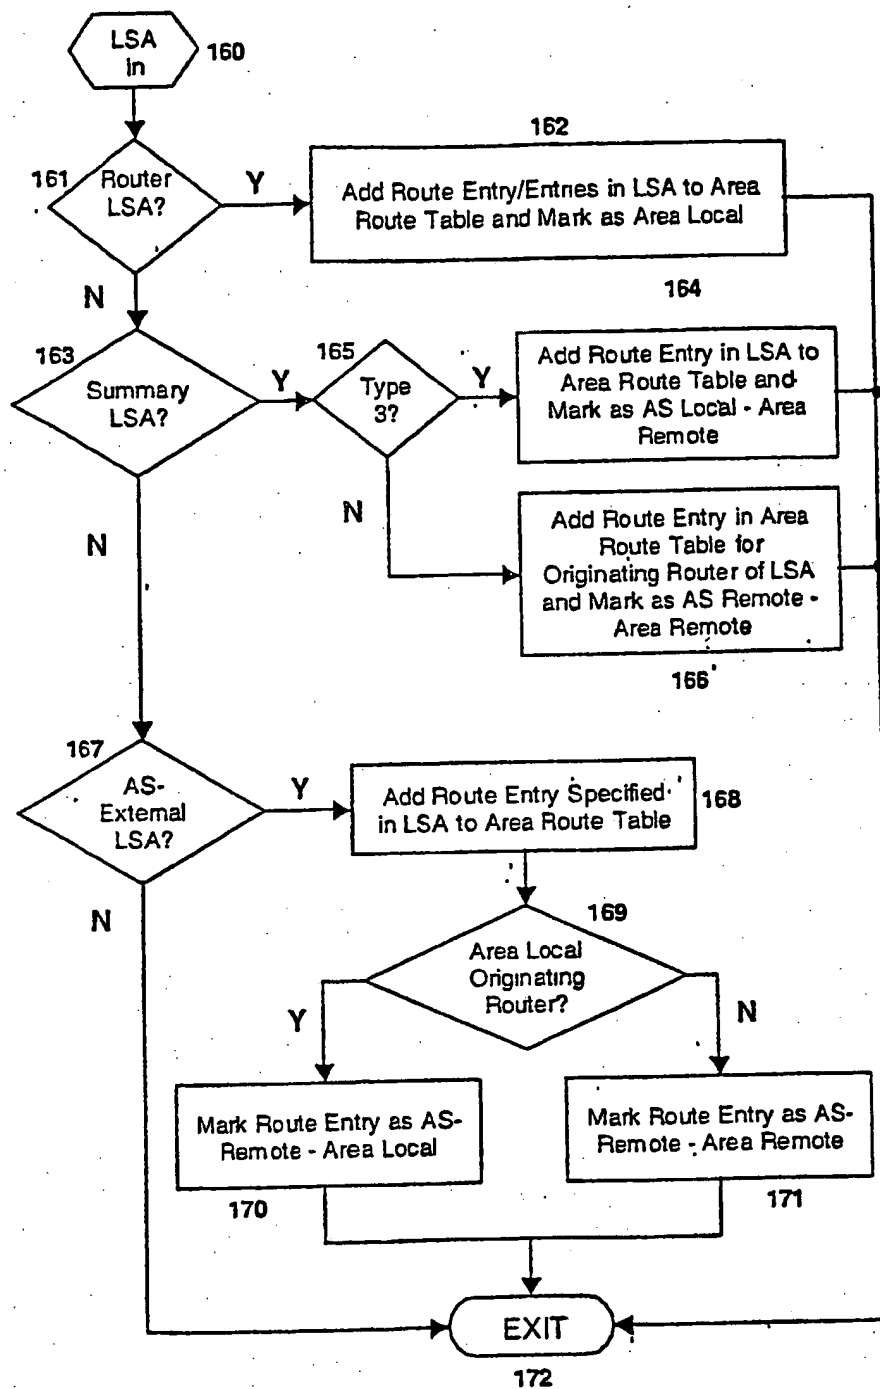 LSA
in
160
162
161
Router
LSA?
Y
Add Route Entry/Entries in LSA to Area
Route Table and Mark as Area Local
N
164
163
Summary
LSA?
Y
165
Type
3?
Y
Add Route Entry in LSA to
Area Route Table and
Mark as AS Local - Area
Remote
N
N
Add Route Entry in Area
Route Table for
Originating Router of LSA
and Mark as AS Remote -
Area Remote
166
167
AS-
External
LSA?
Y
Add Route Entry Specified
in LSA to Area Route Table
168
N
169
Area Local
Originating
Router?
Y
N
Mark Route Entry as AS-
Remote - Area Local
170
Mark Route Entry as AS-
Remote - Area Remote
171
EXIT
172